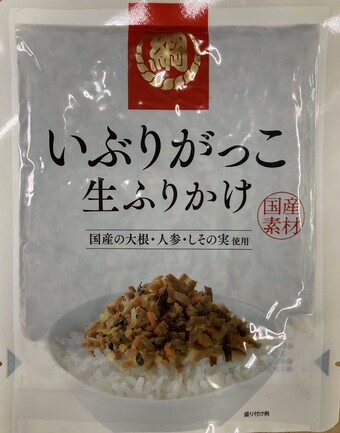 網
いぶりがっこ
生ふりかけ
国産
素材
国産の大根・人参・しその実 使用
盛り付け例